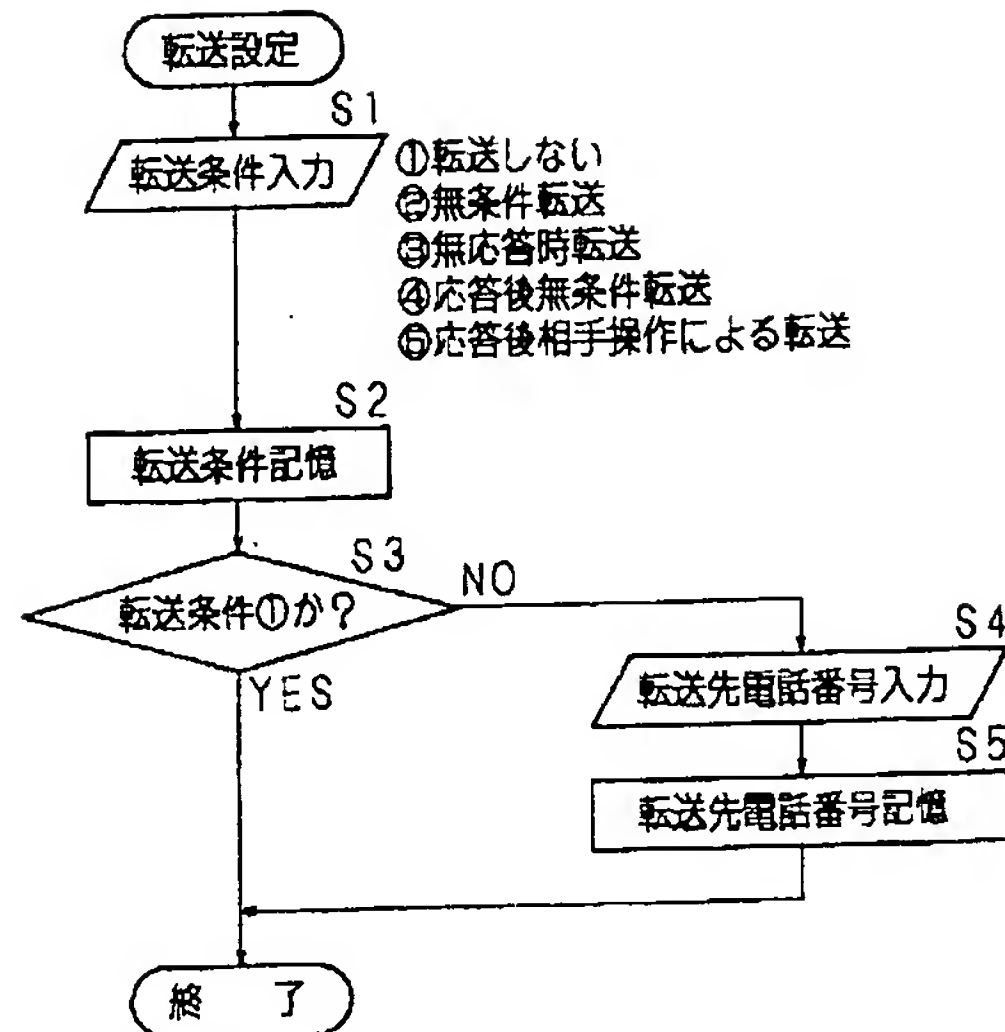 転送設定
S1
転送条件入力
①転送しない
②無条件転送
③無応答時転送
④応答後無条件転送
⑤応答後相手操作による転送
S2
転送条件記憶
S3
転送条件①か?
NO
YES
S4
転送先電話番号入力
S5
転送先電話番号記憶
終 了